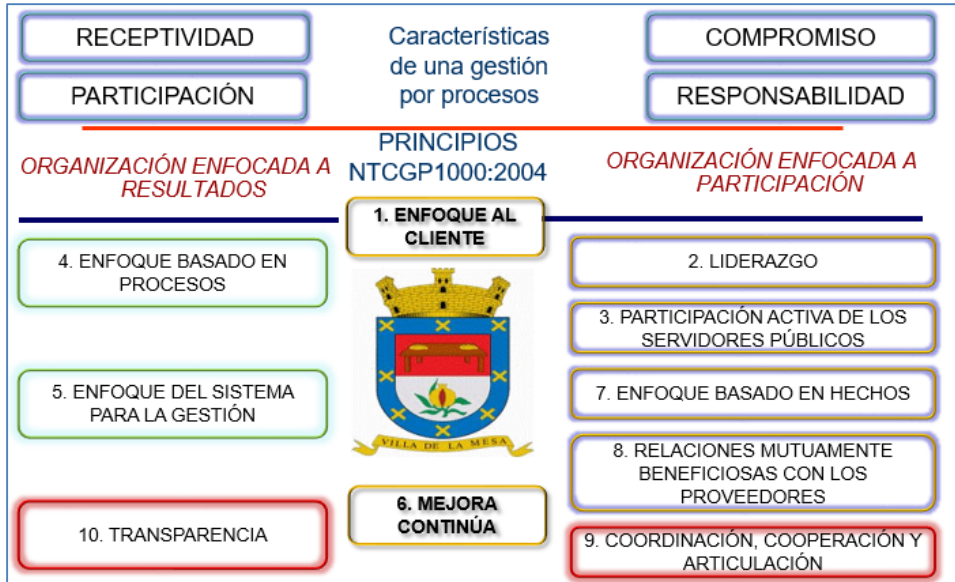 RECEPTIVIDAD
PARTICIPACIÓN
Características
de una gestión
por procesos
COMPROMISO
RESPONSABILIDAD
PRINCIPIOS
NTCGP1000:2004
ORGANIZACIÓN ENFOCADA A
RESULTADOS
ORGANIZACIÓN ENFOCADA A
PARTICIPACIÓN
1. ENFOQUE AL
CLIENTE
4. ENFOQUE BASADO EN
PROCESOS
5. ENFOQUE DEL SISTEMA
PARA LA GESTIÓN
10. TRANSPARENCIA
VILLA DE LA MESA
6. MEJORA
CONTINÚA
2. LIDERAZGO
3. PARTICIPACIÓN ACTIVA DE LOS
SERVIDORES PÚBLICOS
7. ENFOQUE BASADO EN HECHOS
8. RELACIONES MUTUAMENTE
BENEFICIOSAS CON LOS
PROVEEDORES
9. COORDINACIÓN, COOPERACIÓN Y
ARTICULACIÓN